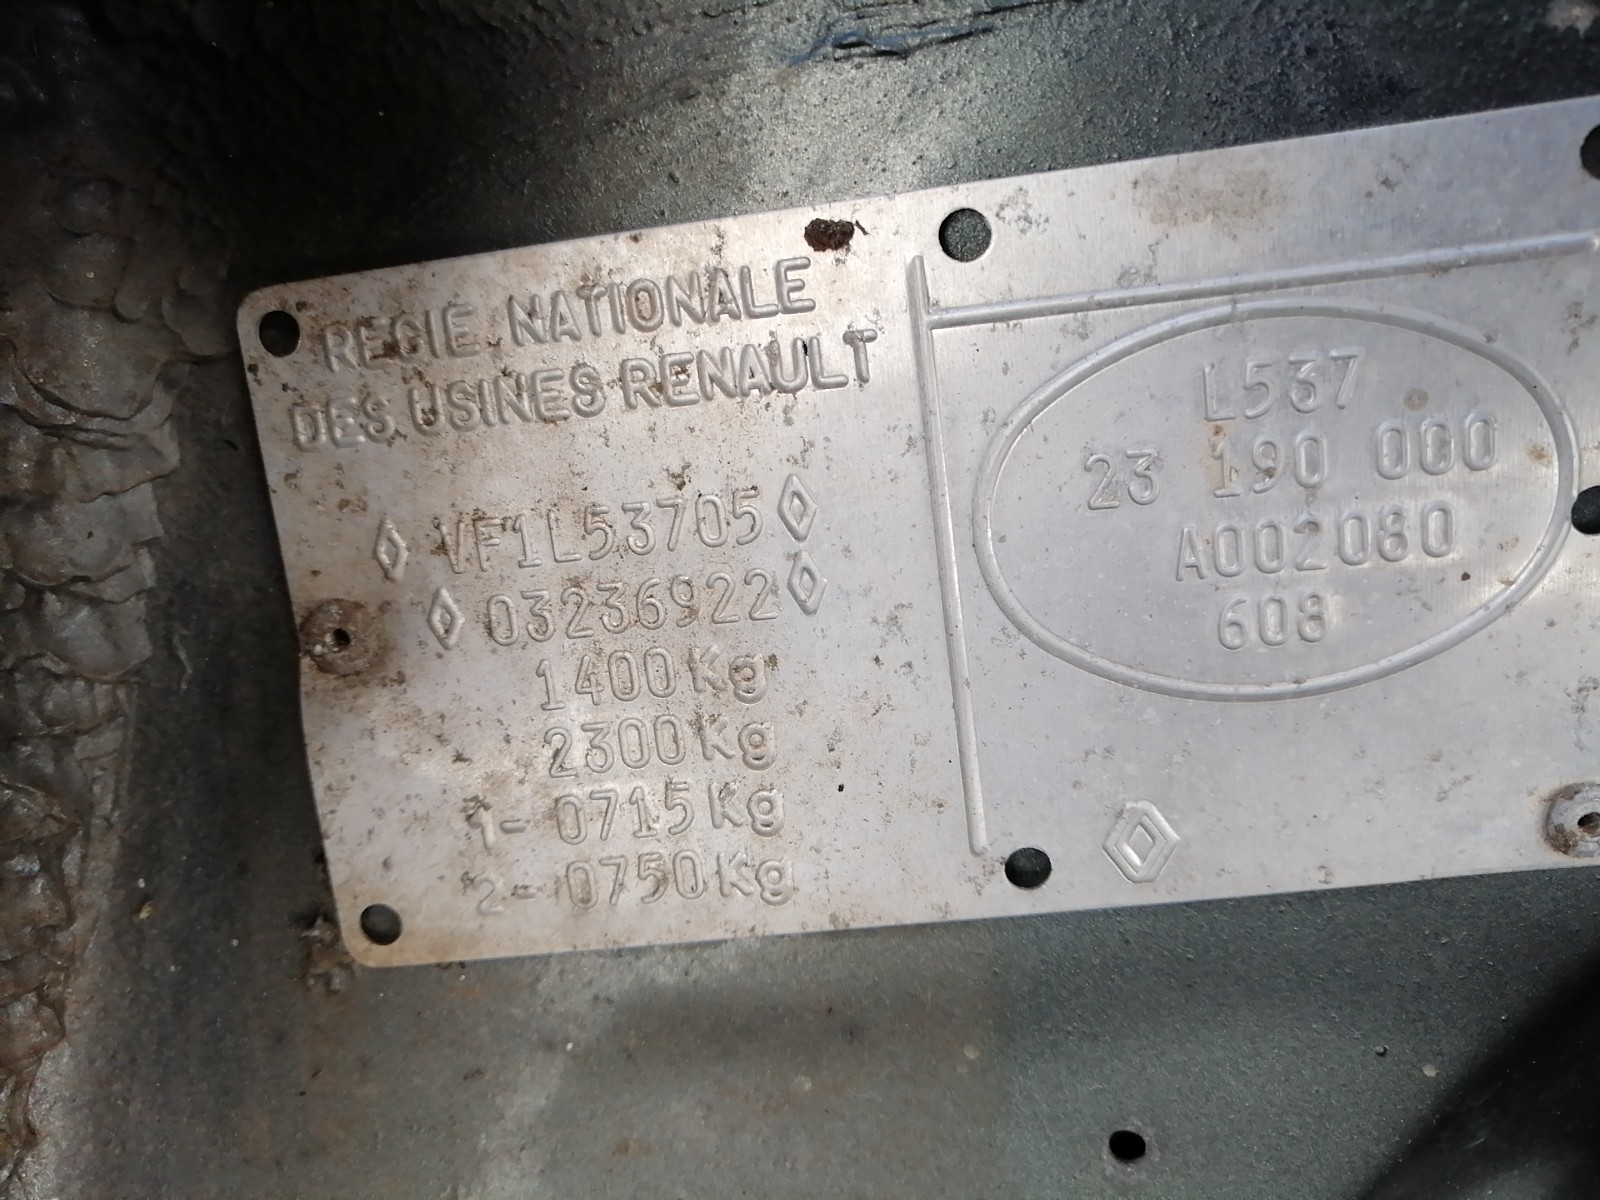 REGIE NATIONALE
DES USINES RENAULT
VF1L53705
03236922
1400Kg
2300Kg
1-0715Kg
2-0750Kg
L537
23 190 000
A002080
608